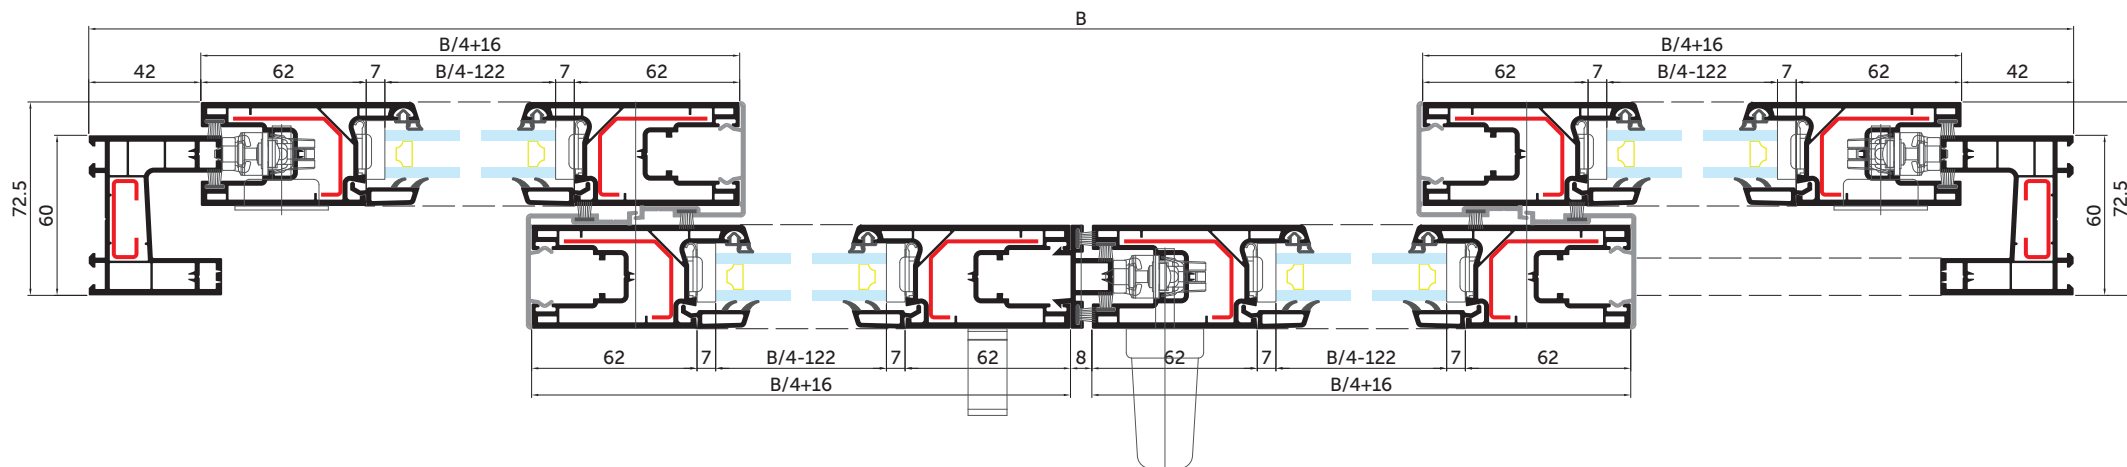 B
B/4+16 B/4+16
42 62 7 B/4-122 7 62 62 7 B/4-122 7 62 42
72.5 60 60 72.5
62 7 B/4-122 7 62 8 62 7 B/4-122 7 62
B/4+16 B/4+16